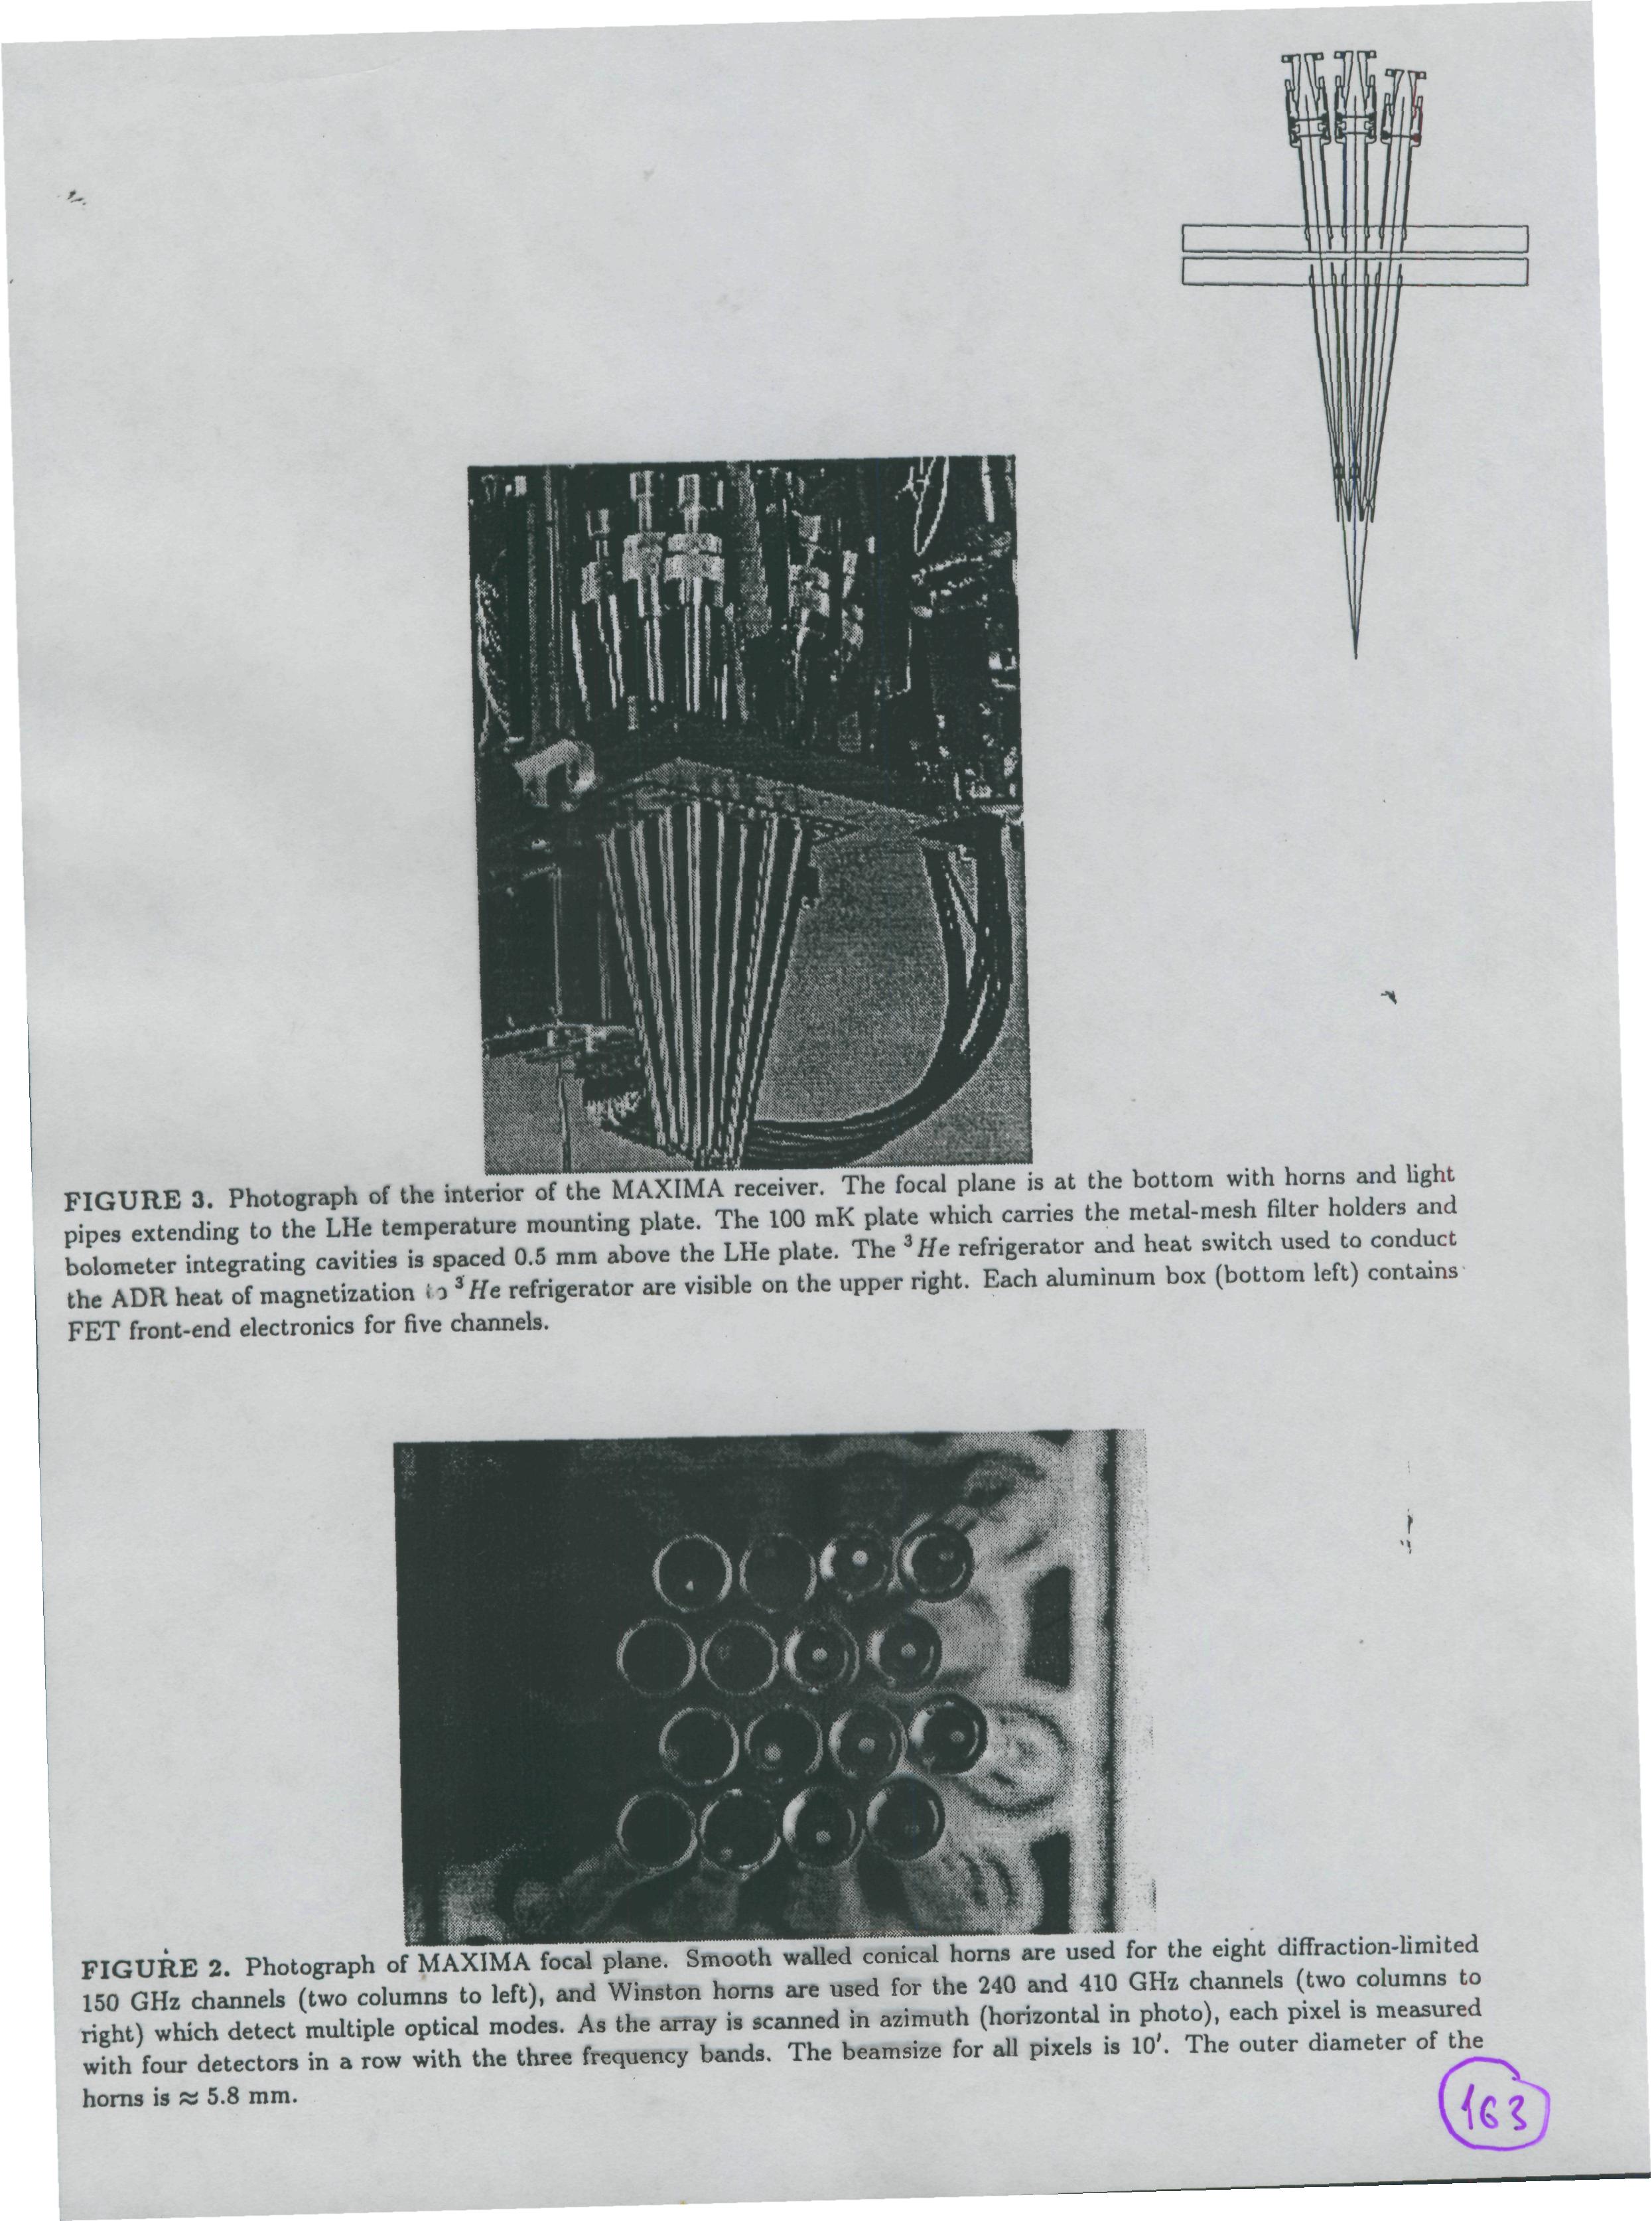 FIGURE 3. Photograph of the interior of the MAXIMA receiver. The focal plane is at the bottom with horns and light
pipes extending to the LHe temperature mounting plate. The 100 mK plate which carries the metal-mesh filter holders and
bolometer integrating cavities is spaced 0.5 mm above the LHe plate. The ³He refrigerator and heat switch used to conduct
the ADR heat of magnetization to ³He refrigerator are visible on the upper right. Each aluminum box (bottom left) contains
FET front-end electronics for five channels.
FIGURE 2. Photograph of MAXIMA focal plane. Smooth walled conical horns are used for the eight diffraction-limited
150 GHz channels (two columns to left), and Winston horns are used for the 240 and 410 GHz channels (two columns to
right) which detect multiple optical modes. As the array is scanned in azimuth (horizontal in photo), each pixel is measured
with four detectors in a row with the three frequency bands. The beamsize for all pixels is 10′. The outer diameter of the
horns is ≈ 5.8 mm.
163